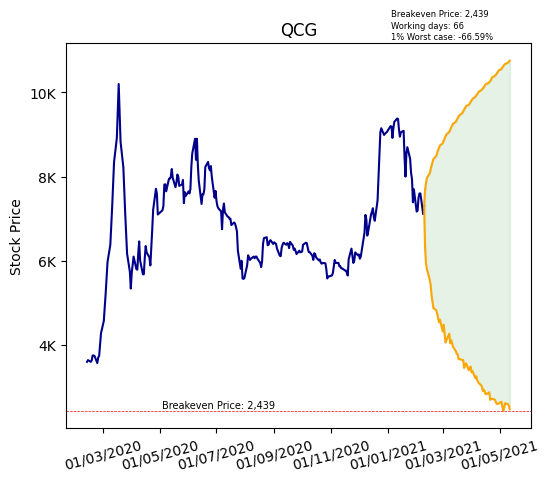 Breakeven Price: 2,439
Working days: 66
1% Worst case: -66.59%
QCG
Stock Price
10K
8K
6K
4K
Breakeven Price: 2,439
01/03/2020
01/05/2020
01/07/2020
01/09/2020
01/11/2020
01/01/2021
01/03/2021
01/05/2021